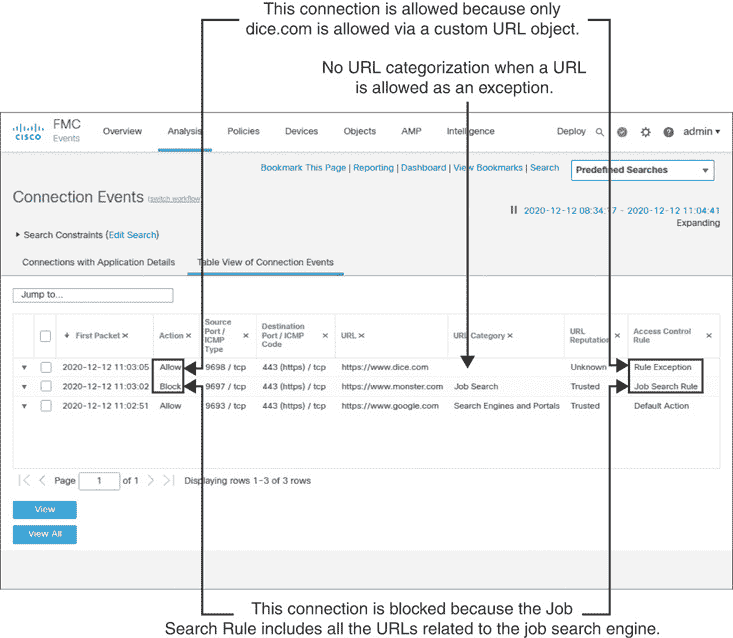 This connection is allowed because only
dice.com is allowed via a custom URL object.
No URL categorization when a URL
is allowed as an exception.
CISCO FMC Events Overview Analysis Policies Devices Objects AMP Intelligence Deploy admin
Bookmark This Page | Reporting | Dashboard | View Bookmarks | Search Predefined Searches
Connection Events (switch workflow)
2020-12-12 08:34:17 - 2020-12-12 11:04:41
Expanding
Search Constraints (Edit Search)
Connections with Application Details Table View of Connection Events
Jump to...
First Packet Action Source Port / ICMP Type Destination Port / ICMP Code URL URL Category URL Reputation Access Control Rule
2020-12-12 11:03:05 Allow 9698 / tcp 443 (https) / tcp https://www.dice.com Unknown Rule Exception
2020-12-12 11:03:02 Block 9697 / tcp 443 (https) / tcp https://www.monster.com Job Search Trusted Job Search Rule
2020-12-12 11:02:51 Allow 9693 / tcp 443 (https) / tcp https://www.google.com Search Engines and Portals Trusted Default Action
Page 1 of 1 Displaying rows 1-3 of 3 rows
View
View All
This connection is blocked because the Job
Search Rule includes all the URLs related to the job search engine.